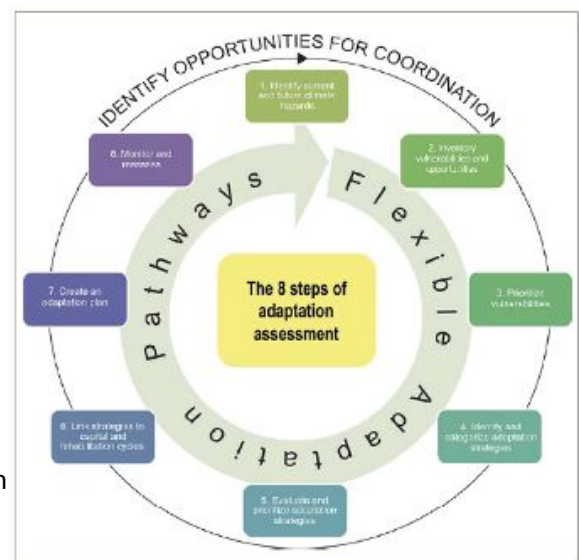 IDENTIFY OPPORTUNITIES FOR COORDINATION
1. Identify current
and future climate
hazards
2. Inventory
vulnerabilities and
opportunities
3. Prioritize
vulnerabilities
4. Identify and
categorize adaptation
strategies
5. Evaluate and
prioritize adaptation
strategies
6. Link strategies to
capital and
rehabilitation cycles
7. Create an
adaptation plan
8. Monitor and
reassess
Flexible Adaptation Pathways
The 8 steps of
adaptation
assessment
n